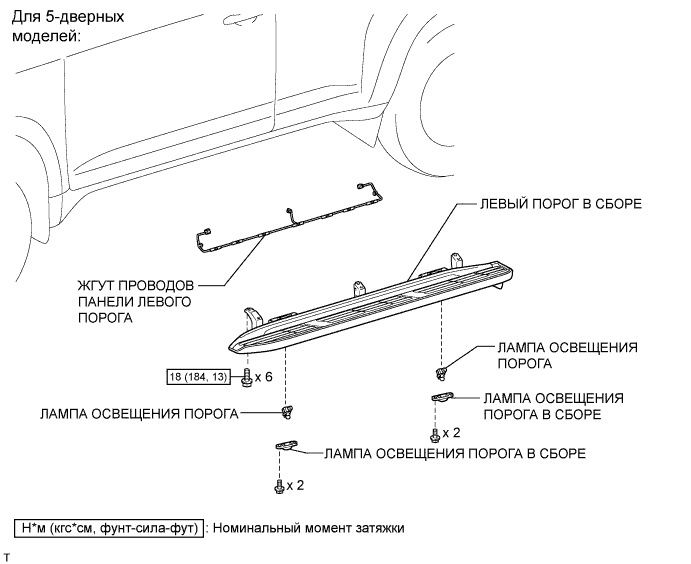 Для 5-дверных
моделей:
ЛЕВЫЙ ПОРОГ В СБОРЕ
ЖГУТ ПРОВОДОВ
ПАНЕЛИ ЛЕВОГО
ПОРОГА
ЛАМПА ОСВЕЩЕНИЯ
ПОРОГА
18 (184, 13)
x 6
ЛАМПА ОСВЕЩЕНИЯ
ПОРОГА В СБОРЕ
ЛАМПА ОСВЕЩЕНИЯ ПОРОГА
x 2
ЛАМПА ОСВЕЩЕНИЯ ПОРОГА В СБОРЕ
x 2
Н*м (кгс*см, фунт-сила-фут) : Номинальный момент затяжки
T